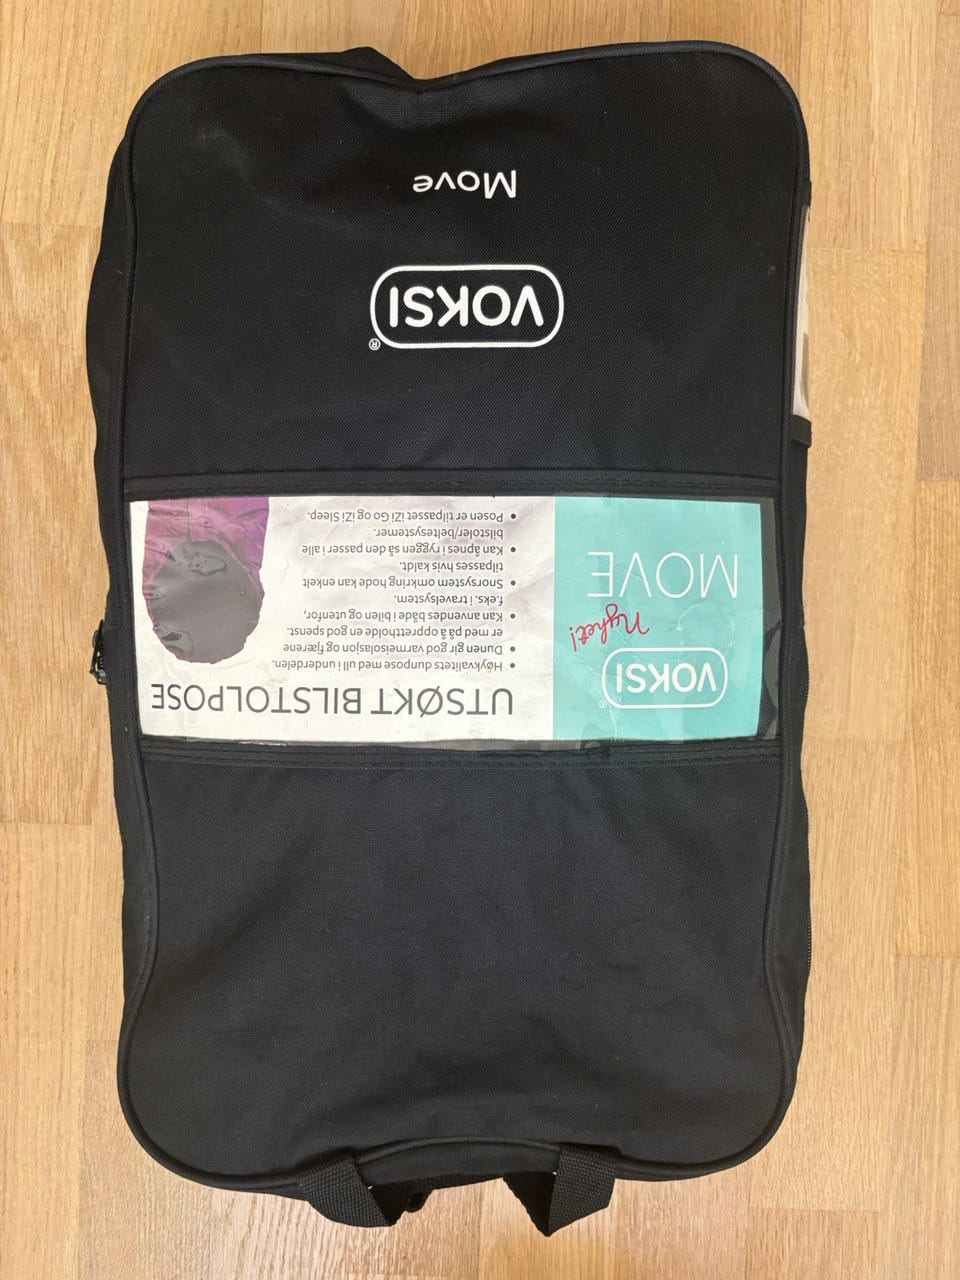 VOKSI®
MOVE
Nyhet!
UTSØKT BILSTOLPOSE
• Høykvalitets dunpose med ull i underdelen.
• Dunen gir god varmeisolasjon og fjærene
er med på å opprettholde en god spenst.
• Kan anvendes både i bilen og utenfor,
f.eks. i travelsystem.
• Snorsystem omkring hode kan enkelt
tilpasses hvis kaldt.
• Kan åpnes i ryggen så den passer i alle
bilstoler/beltesystemer.
• Posen er tilpasset iZi Go og iZi Sleep.
VOKSI®
Move